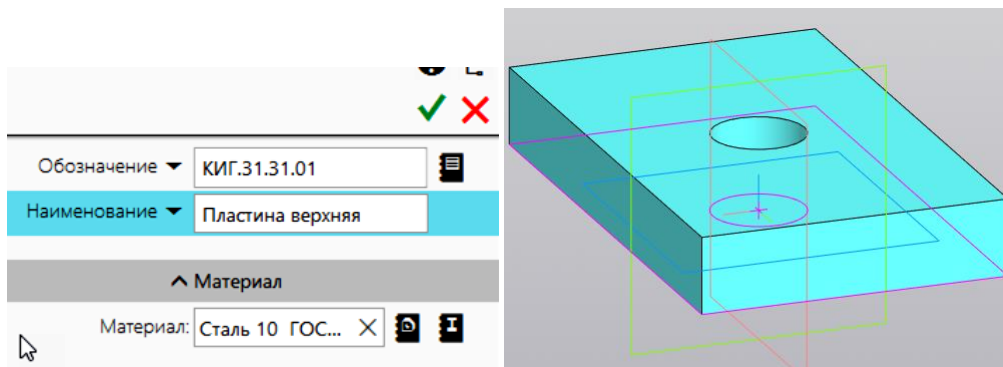 Обозначение КИГ.31.31.01
Наименование Пластина верхняя
Материал
Материал: Сталь 10 ГОС...